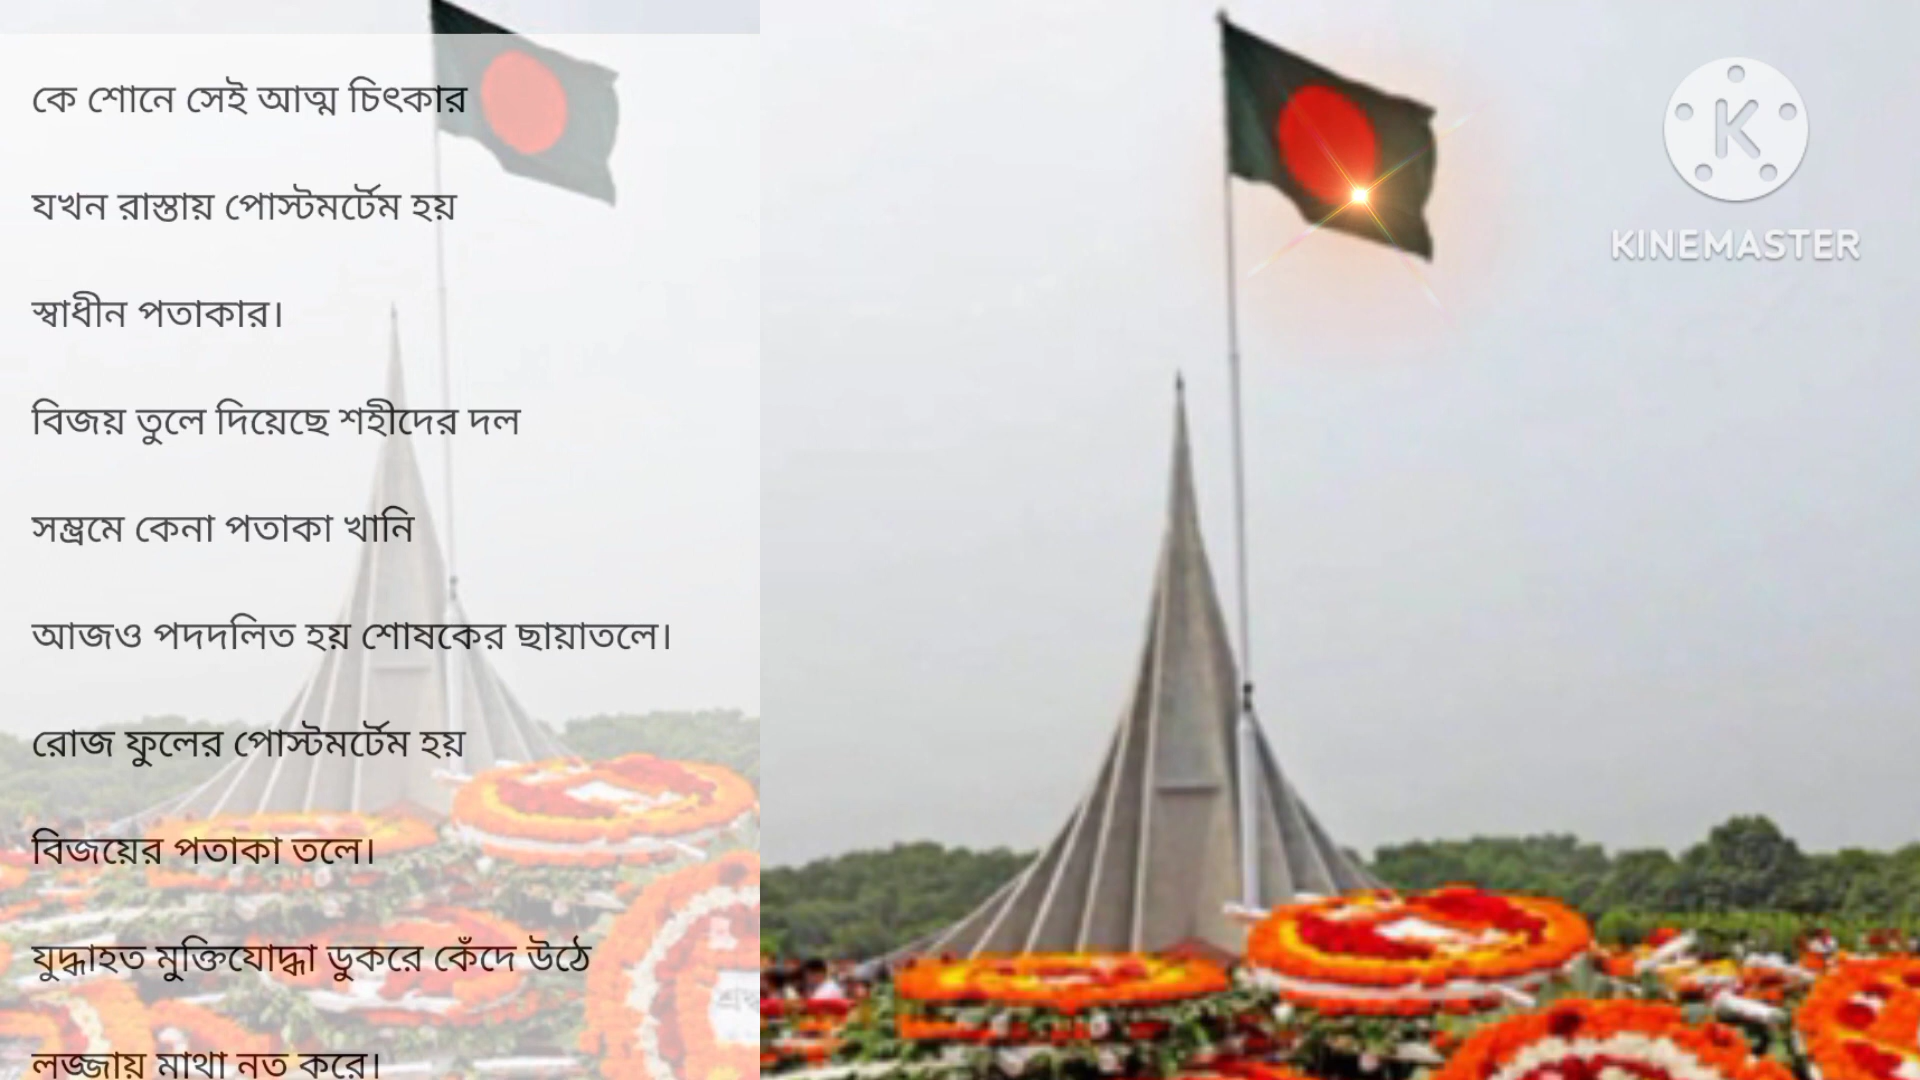 কে শোনে সেই আত্ম চিৎকার
যখন রাস্তায় পোস্টমর্টেম হয়
স্বাধীন পতাকার।
বিজয় তুলে দিয়েছে শহীদের দল
সম্ভ্রমে কেনা পতাকা খানি
আজও পদদলিত হয় শোষকের ছায়াতলে।
রোজ ফুলের পোস্টমর্টেম হয়
বিজয়ের পতাকা তলে।
যুদ্ধাহত মুক্তিযোদ্ধা ডুকরে কেঁদে উঠে
লজ্জায় মাথা নত করে।
K
KINEMASTER